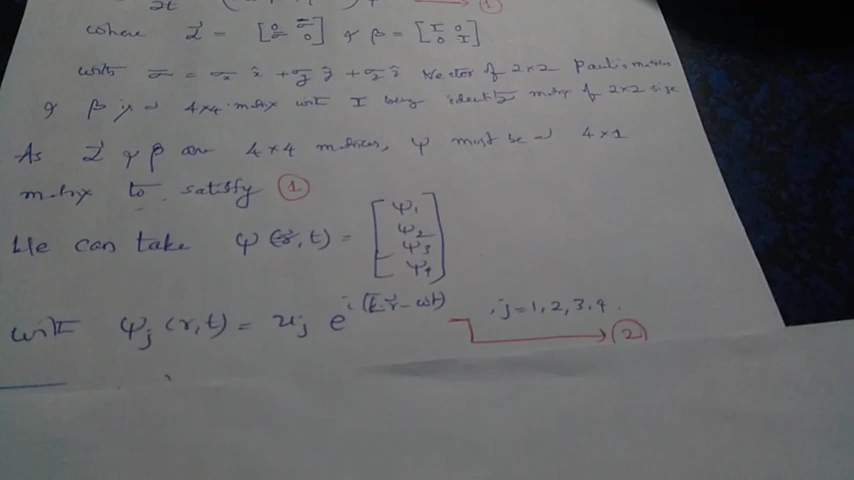 ∂t ①
where α⃗ = [0 σ̄ σ̄ 0] & β = [I 0 0 I]
with σ̄ = σx x̂ + σy ŷ + σz ẑ Vector of 2×2 Pauli matrices
& β is a 4×4 matrix with I being identity matrix of 2×2 size
As α⃗ & β are 4×4 matrices, ψ must be a 4×1
matrix to satisfy ①
We can take ψ(r⃗,t) = [ψ1 ψ2 ψ3 ψ4]
with ψj(r,t) = uj e^i(k⃗·r⃗-ωt) , j=1,2,3,4. ②